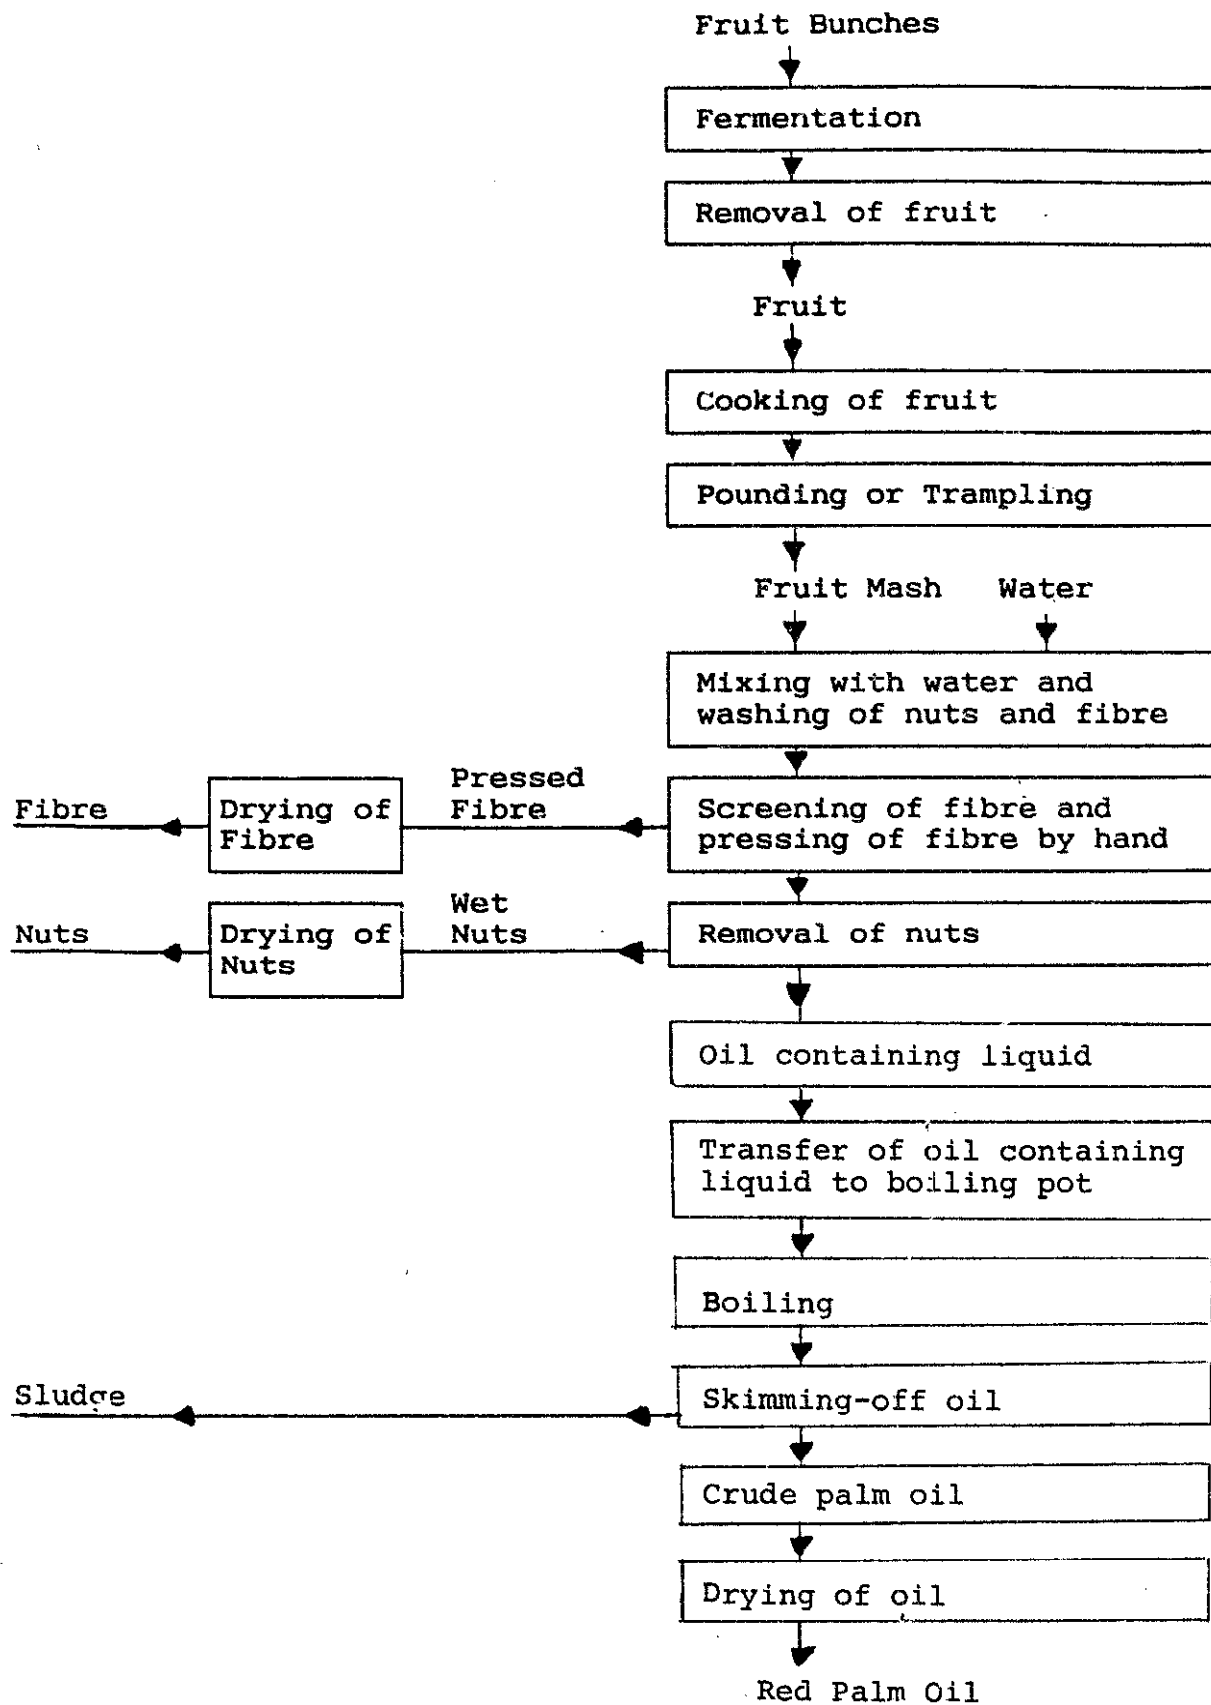 Fruit Bunches
Fermentation
Removal of fruit
Fruit
Cooking of fruit
Pounding or Trampling
Fruit Mash Water
Mixing with water and
washing of nuts and fibre
Screening of fibre and
pressing of fibre by hand
Pressed
Fibre
Drying of
Fibre
Fibre
Removal of nuts
Wet
Nuts
Drying of
Nuts
Nuts
Oil containing liquid
Transfer of oil containing
liquid to boiling pot
Boiling
Skimming-off oil
Sludge
Crude palm oil
Drying of oil
Red Palm Oil